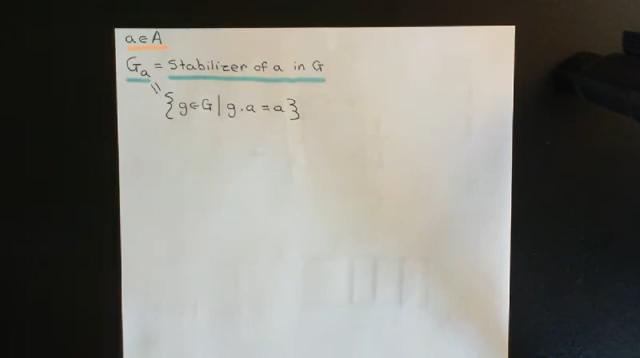 a∈A
Gₐ = Stabilizer of a in G
= {g∈G | g.a = a}